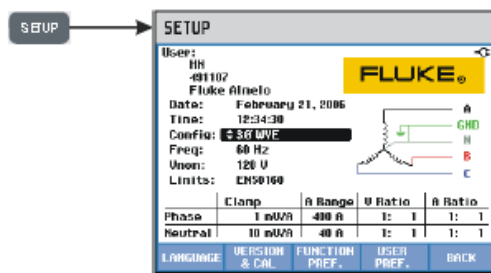 SETUP
SETUP
User:
HH
491107
Fluke Almelo
FLUKE®
Date: February 21, 2006
Time: 12:34:30
Config: 3Ø WYE
Freq: 60 Hz
Vnom: 120 V
Limits: EN50160
A
GND
N
B
C
Clamp A Range V Ratio A Ratio
Phase 1 mV/A 400 A 1: 1 1: 1
Neutral 10 mV/A 40 A 1: 1 1: 1
LANGUAGE VERSION & CAL FUNCTION PREF. USER PREF. BACK